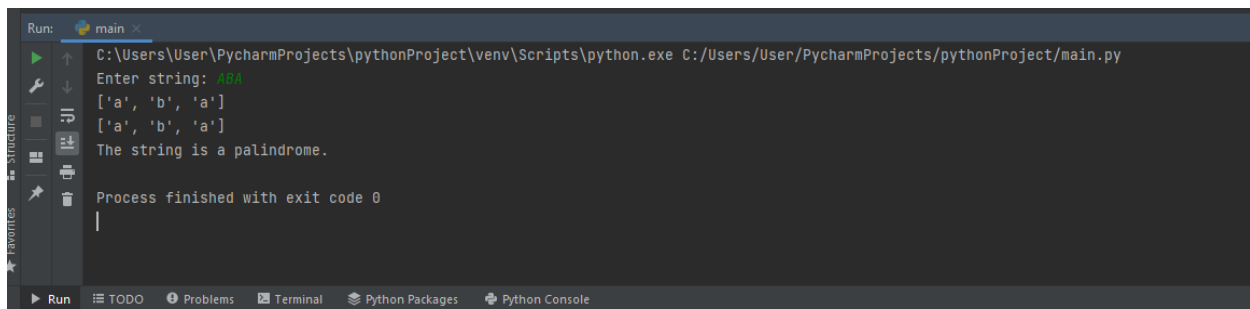 Run: main ×
C:\Users\User\PycharmProjects\pythonProject\venv\Scripts\python.exe C:/Users/User/PycharmProjects/pythonProject/main.py
Enter string: ABA
['a', 'b', 'a']
['a', 'b', 'a']
The string is a palindrome.
Process finished with exit code 0
Structure
Favorites
Run TODO Problems Terminal Python Packages Python Console